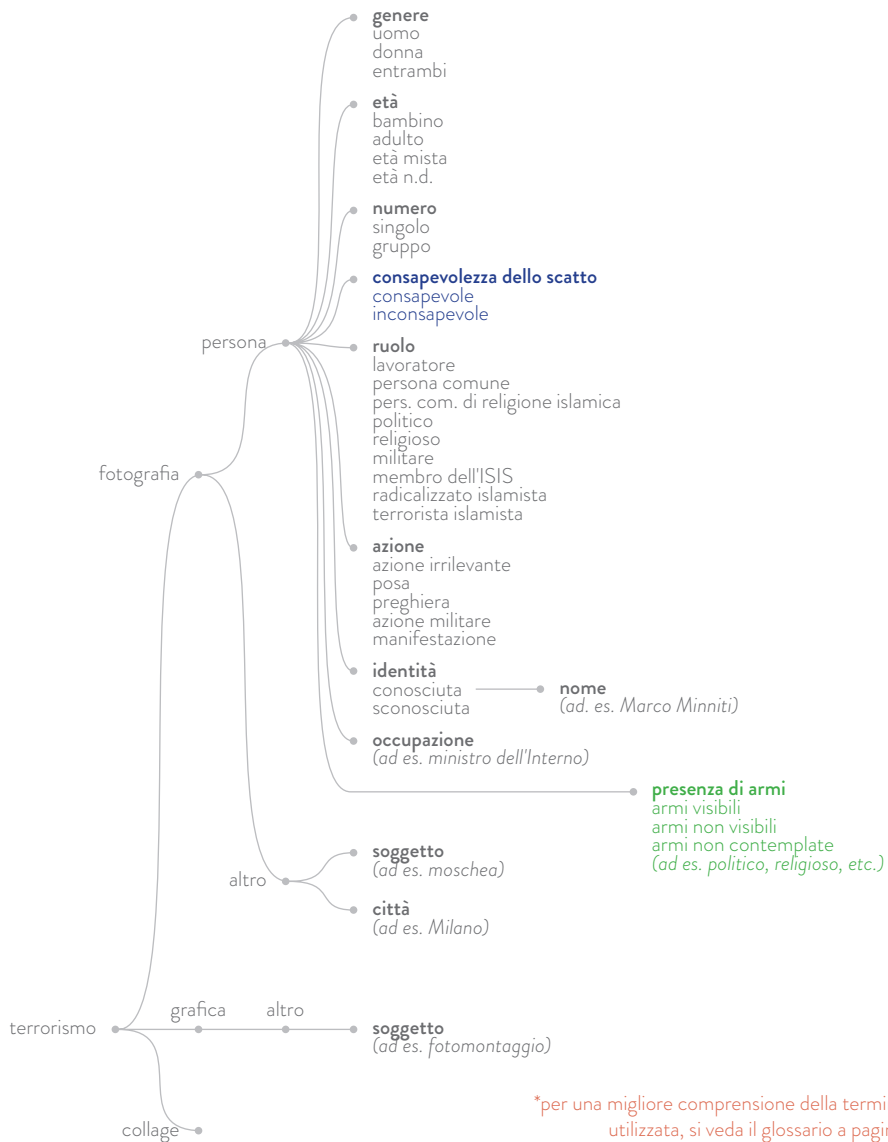 genere
uomo
donna
entrambi
età
bambino
adulto
età mista
età n.d.
numero
singolo
gruppo
consapevolezza dello scatto
consapevole
inconsapevole
persona
ruolo
lavoratore
persona comune
pers. com. di religione islamica
politico
religioso
militare
membro dell'ISIS
radicalizzato islamista
terrorista islamista
fotografia
azione
azione irrilevante
posa
preghiera
azione militare
manifestazione
identità
conosciuta
sconosciuta
nome
(ad. es. Marco Minniti)
occupazione
(ad es. ministro dell'Interno)
presenza di armi
armi visibili
armi non visibili
armi non contemplate
(ad es. politico, religioso, etc.)
altro
soggetto
(ad es. moschea)
città
(ad es. Milano)
terrorismo
grafica
altro
soggetto
(ad es. fotomontaggio)
collage
*per una migliore comprensione della termi
utilizzata, si veda il glossario a pagin